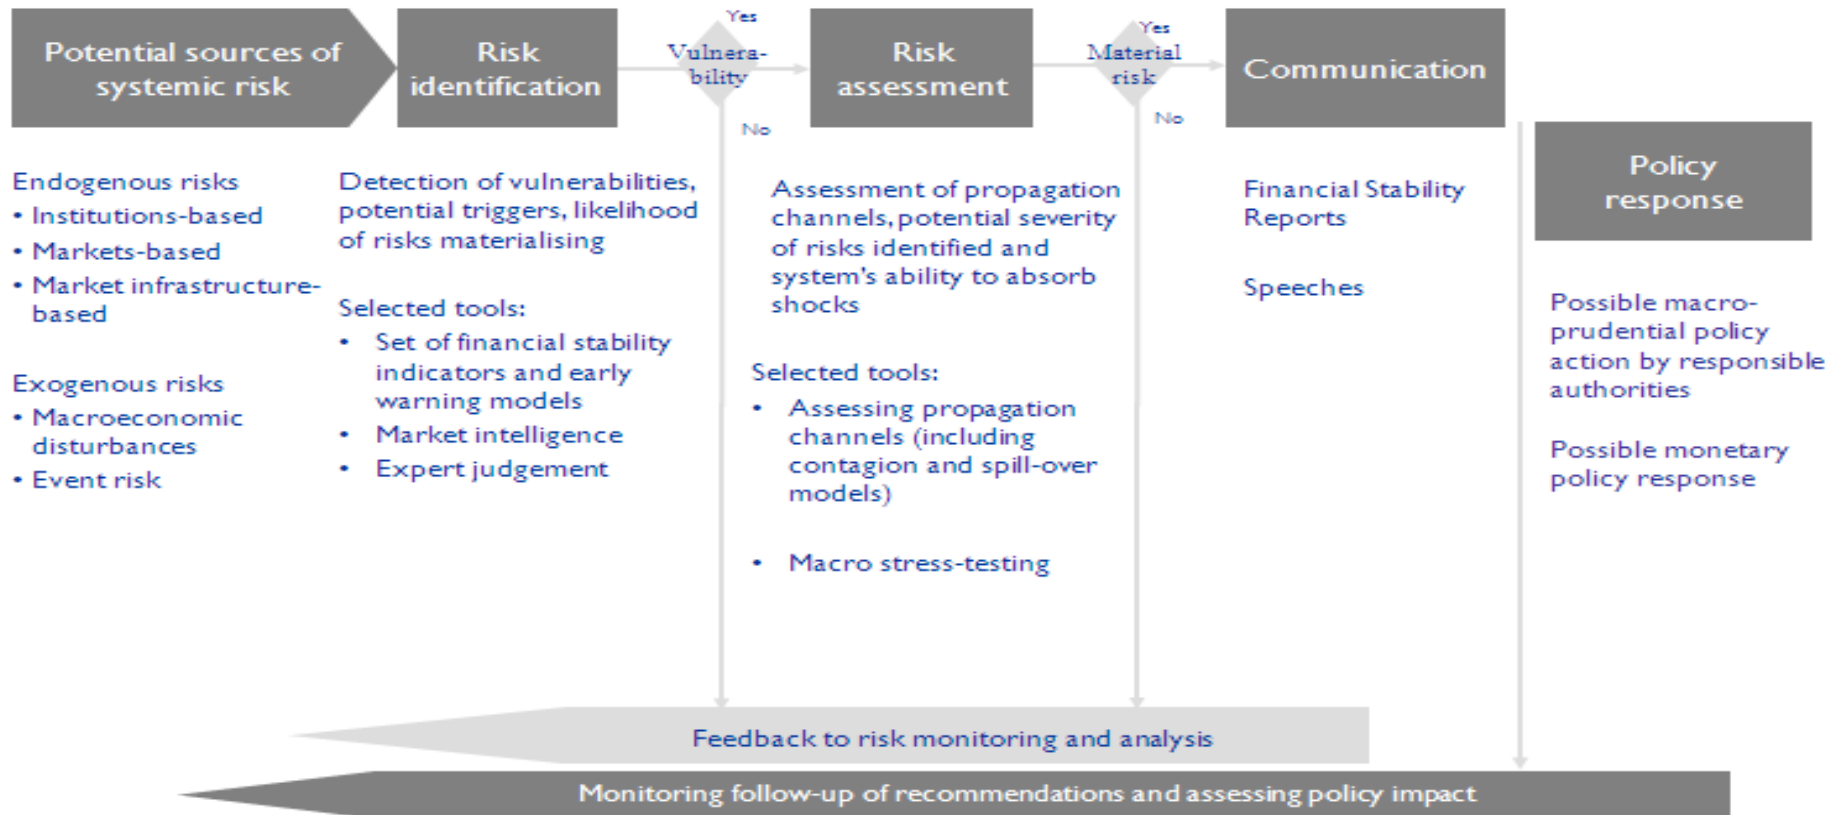 Potential sources of
systemic risk
Risk
identification
Yes
Vulnera-
bility
No
Risk
assessment
Yes
Material
risk
No
Communication
Policy
response
Endogenous risks
• Institutions-based
• Markets-based
• Market infrastructure-
based
Exogenous risks
• Macroeconomic
disturbances
• Event risk
Detection of vulnerabilities,
potential triggers, likelihood
of risks materialising
Selected tools:
• Set of financial stability
indicators and early
warning models
• Market intelligence
• Expert judgement
Assessment of propagation
channels, potential severity
of risks identified and
system's ability to absorb
shocks
Selected tools:
• Assessing propagation
channels (including
contagion and spill-over
models)
• Macro stress-testing
Financial Stability
Reports
Speeches
Possible macro-
prudential policy
action by responsible
authorities
Possible monetary
policy response
Feedback to risk monitoring and analysis
Monitoring follow-up of recommendations and assessing policy impact